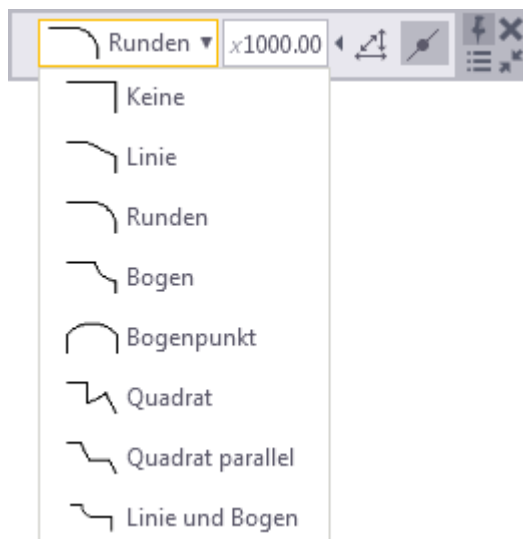 Runden x1000.00
Keine
Linie
Runden
Bogen
Bogenpunkt
Quadrat
Quadrat parallel
Linie und Bogen